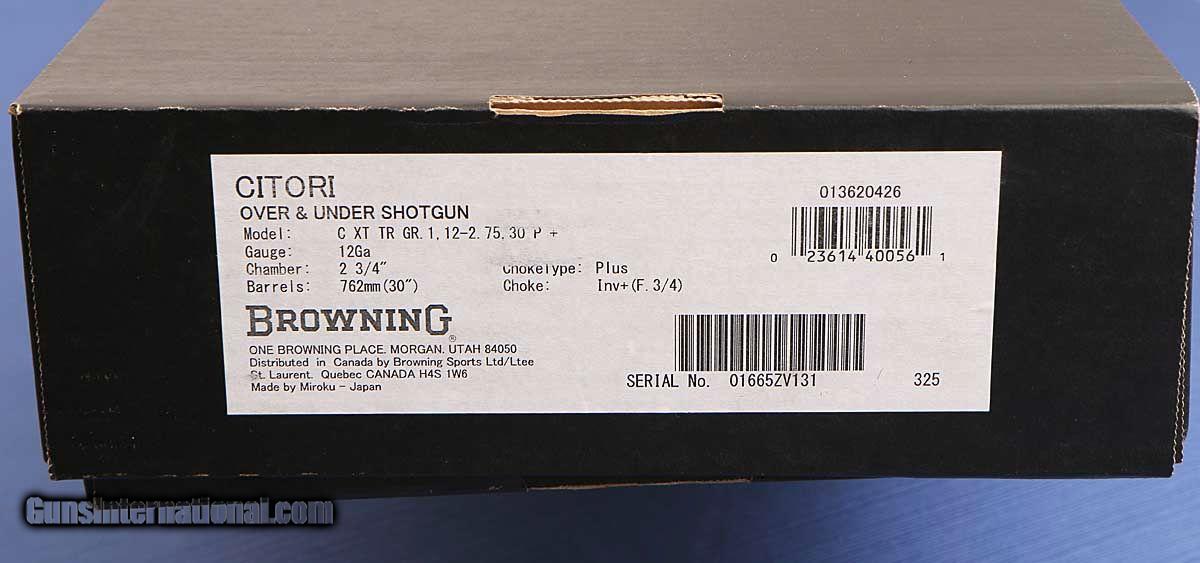 CITORI
OVER & UNDER SHOTGUN
Model: C XT TR GR.1,12-2.75,30 P +
Gauge: 12Ga
Chamber: 2 3/4" ChokeType: Plus
Barrels: 762mm(30") Choke: Inv+(F.3/4)
BROWNING®
ONE BROWNING PLACE. MORGAN. UTAH 84050
Distributed in Canada by Browning Sports Ltd/Ltee
St. Laurent. Quebec CANADA H4S 1W6
Made by Miroku - Japan
013620426
0 23614 40056 1
SERIAL No. 01665ZV131 325
GunsInternational.com